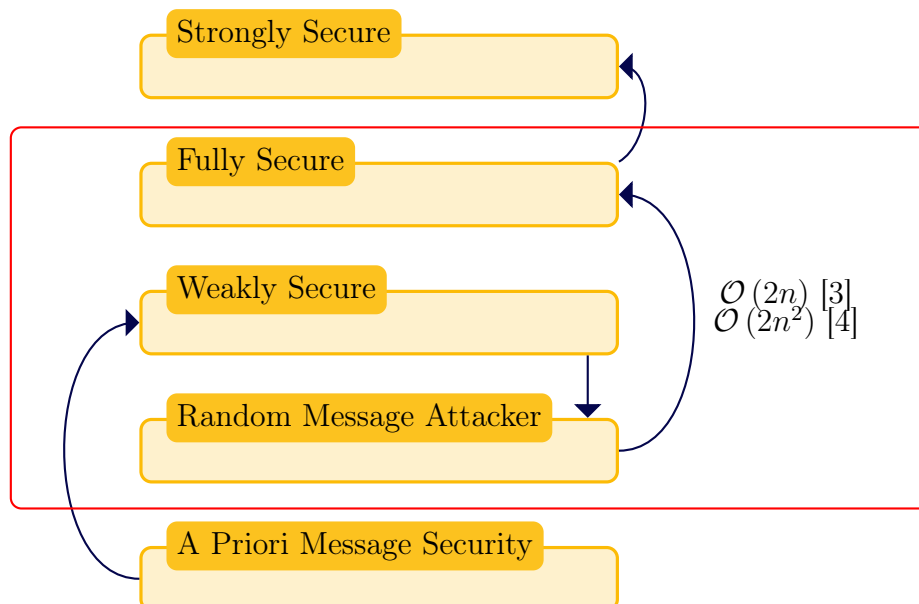 Strongly Secure
Fully Secure
Weakly Secure
𝒪 (2n) [3]
𝒪 (2n²) [4]
Random Message Attacker
A Priori Message Security